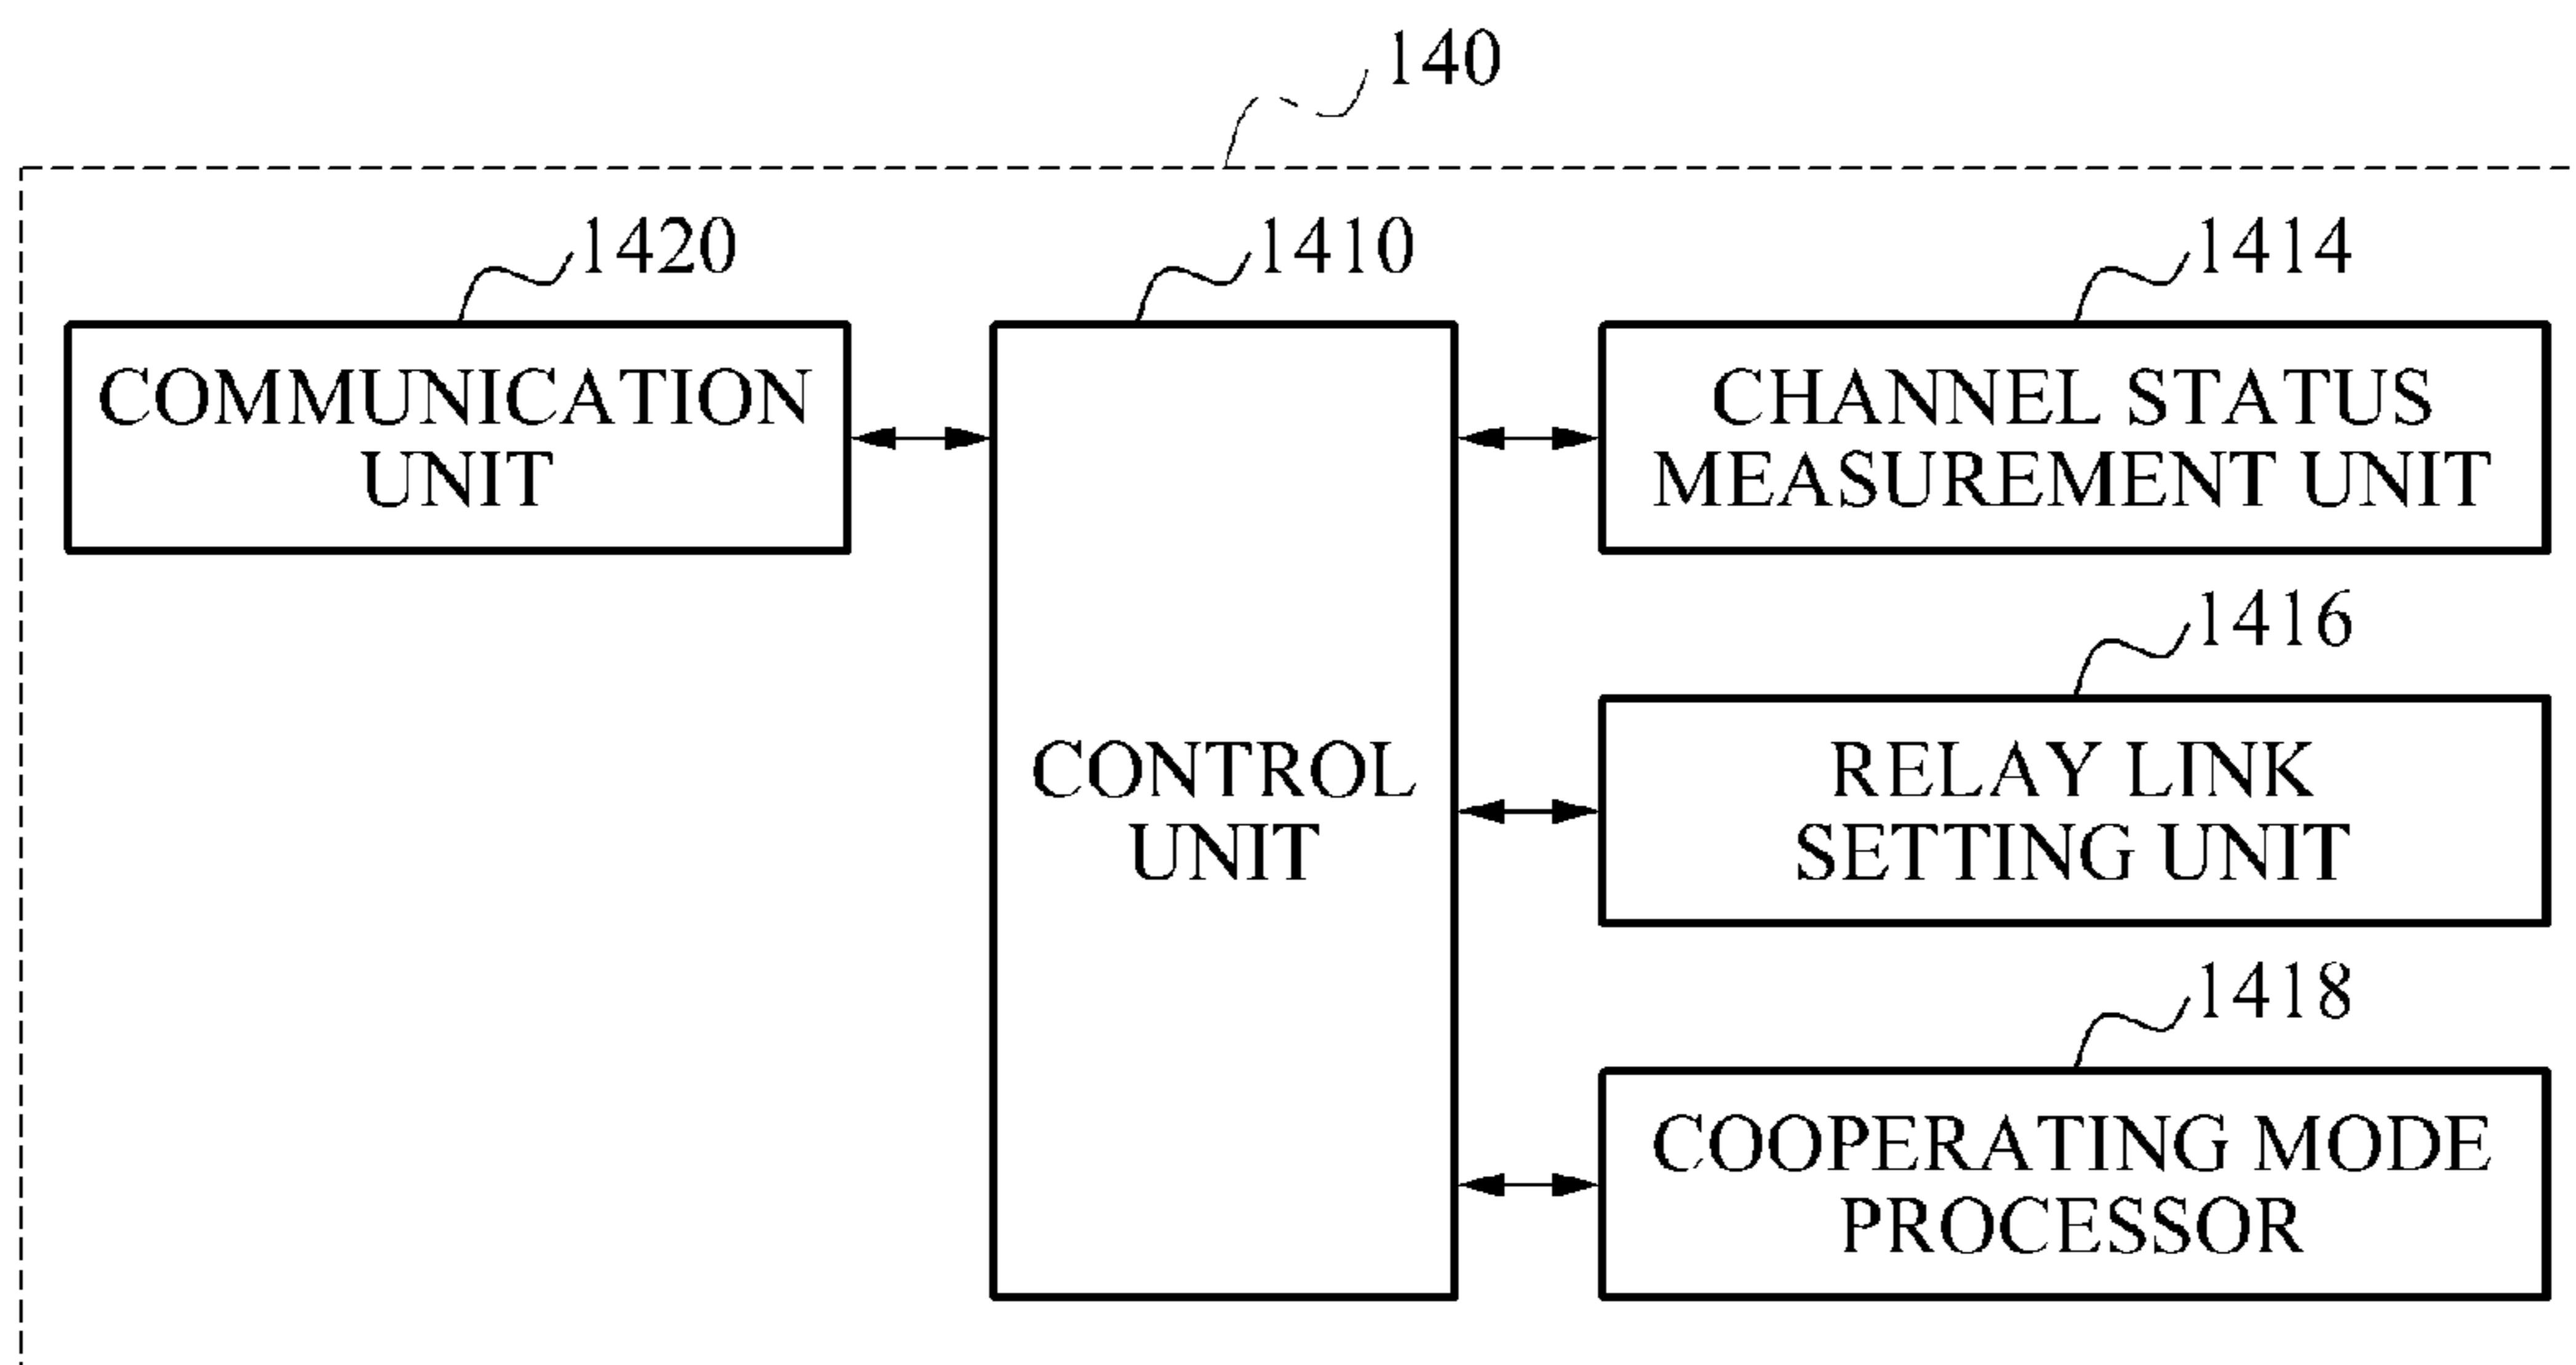 140
1420
1410
1414
COMMUNICATION
UNIT
CONTROL
UNIT
CHANNEL STATUS
MEASUREMENT UNIT
1416
RELAY LINK
SETTING UNIT
1418
COOPERATING MODE
PROCESSOR